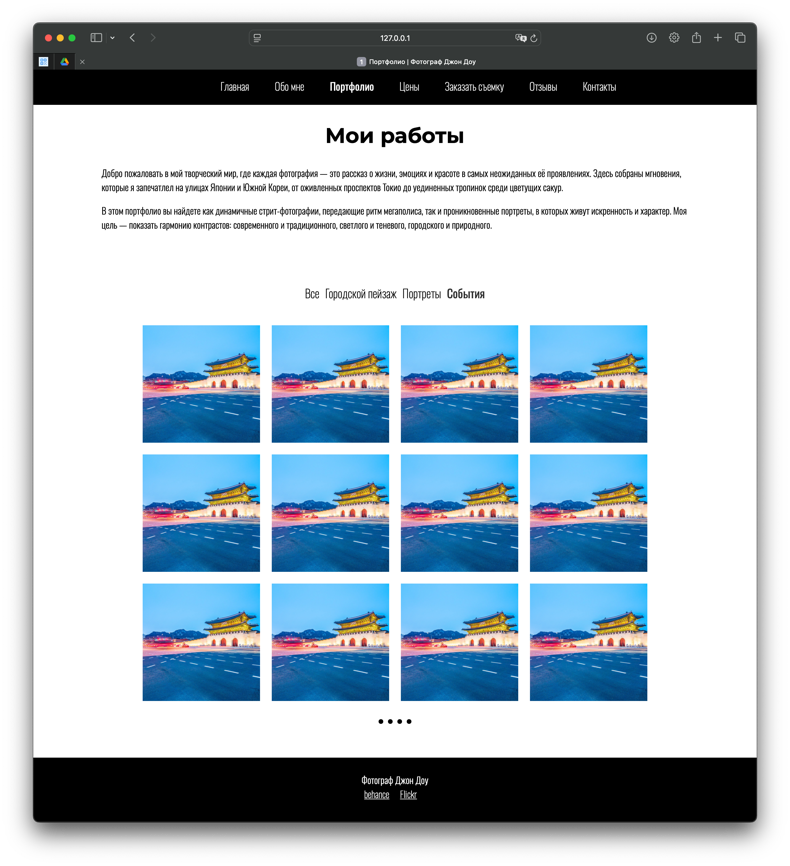 127.0.0.1
1 Портфолио | Фотограф Джон Доу
Главная Обо мне Портфолио Цены Заказать съемку Отзывы Контакты
Мои работы
Добро пожаловать в мой творческий мир, где каждая фотография — это рассказ о жизни, эмоциях и красоте в самых неожиданных её проявлениях. Здесь собраны мгновения,
которые я запечатлел на улицах Японии и Южной Кореи, от оживленных проспектов Токио до уединенных тропинок среди цветущих сакур.
В этом портфолио вы найдете как динамичные стрит-фотографии, передающие ритм мегаполиса, так и проникновенные портреты, в которых живут искренность и характер. Моя
цель — показать гармонию контрастов: современного и традиционного, светлого и теневого, городского и природного.
Все Городской пейзаж Портреты События
Фотограф Джон Доу
behance Flickr